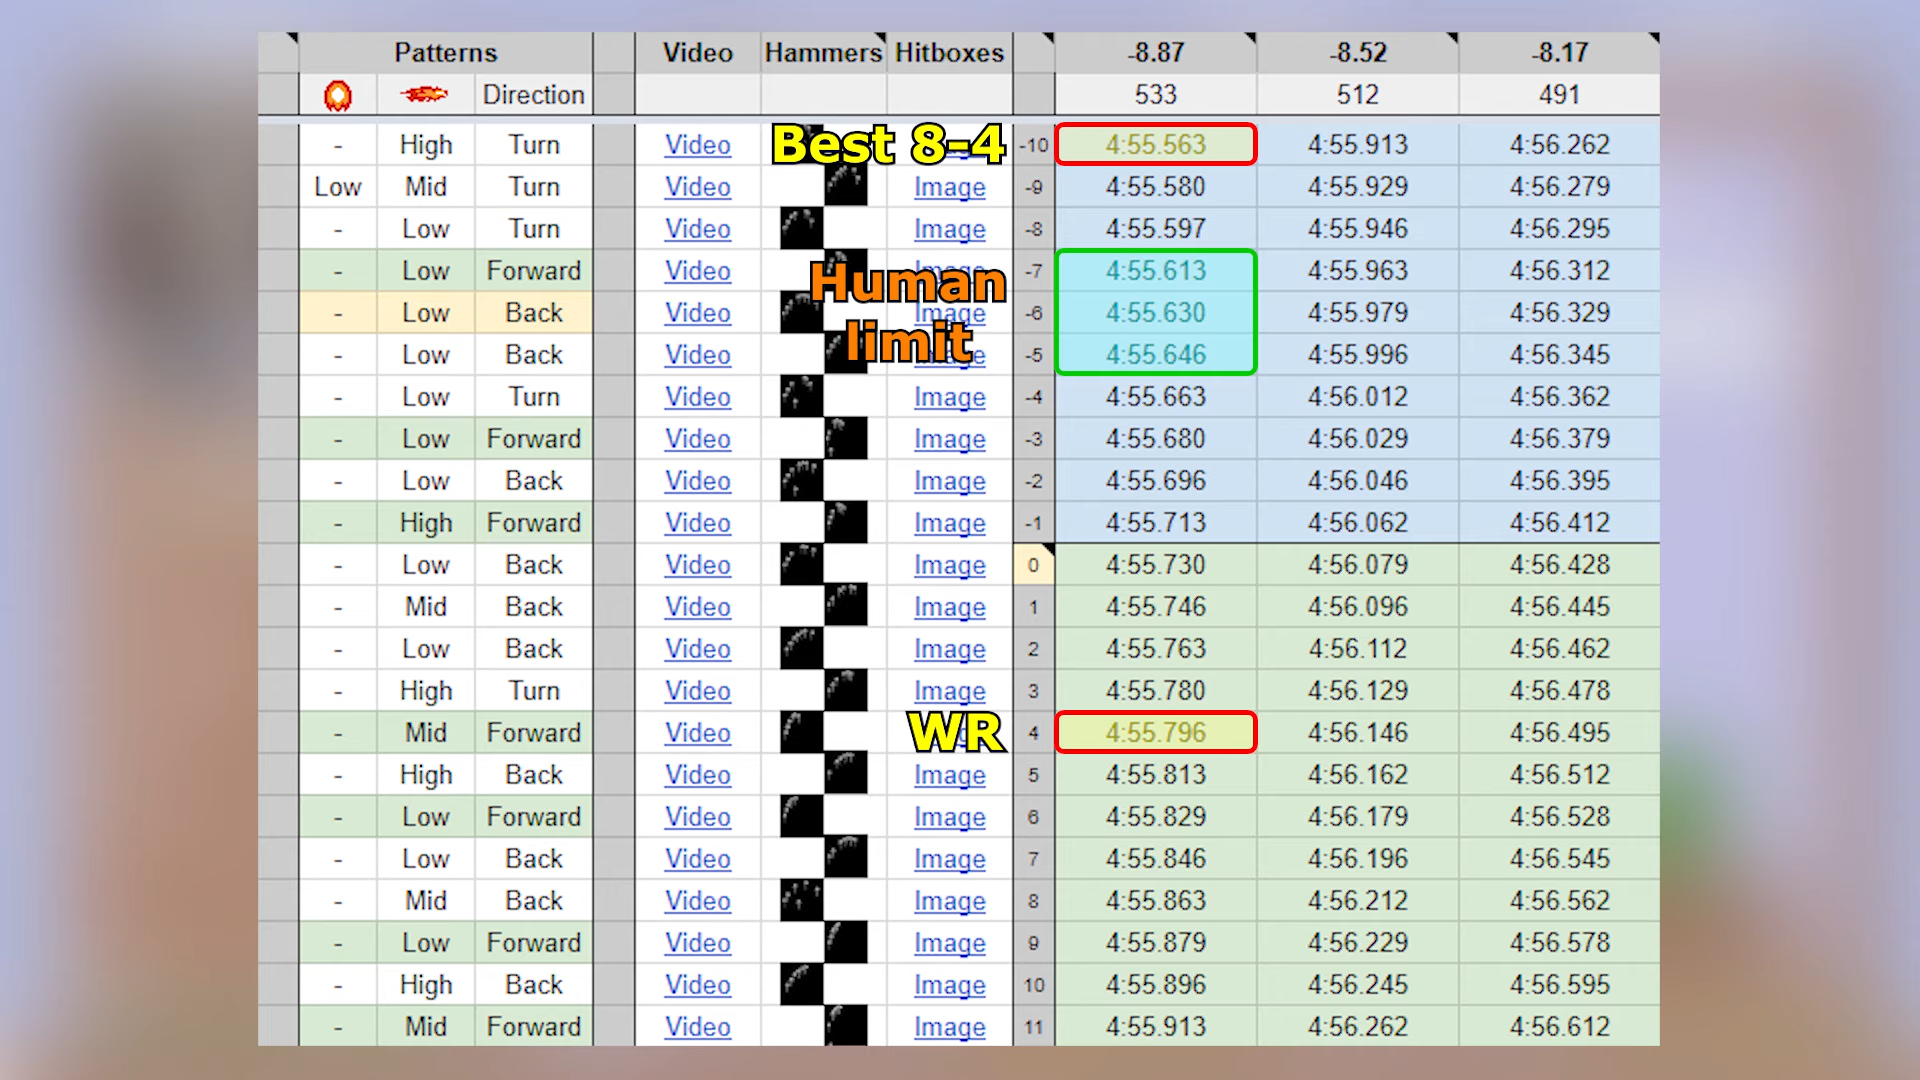 Patterns Video Hammers Hitboxes -8.87 -8.52 -8.17
Direction 533 512 491
- High Turn Video Best 8-4 -10 4:55.563 4:55.913 4:56.262
Low Mid Turn Video Image -9 4:55.580 4:55.929 4:56.279
- Low Turn Video Image -8 4:55.597 4:55.946 4:56.295
- Low Forward Video Image -7 4:55.613 4:55.963 4:56.312
Human
- Low Back Video Image -6 4:55.630 4:55.979 4:56.329
limit
- Low Back Video Image -5 4:55.646 4:55.996 4:56.345
- Low Turn Video Image -4 4:55.663 4:56.012 4:56.362
- Low Forward Video Image -3 4:55.680 4:56.029 4:56.379
- Low Back Video Image -2 4:55.696 4:56.046 4:56.395
- High Forward Video Image -1 4:55.713 4:56.062 4:56.412
- Low Back Video Image 0 4:55.730 4:56.079 4:56.428
- Mid Back Video Image 1 4:55.746 4:56.096 4:56.445
- Low Back Video Image 2 4:55.763 4:56.112 4:56.462
- High Turn Video Image 3 4:55.780 4:56.129 4:56.478
- Mid Forward Video WR 4 4:55.796 4:56.146 4:56.495
- High Back Video Image 5 4:55.813 4:56.162 4:56.512
- Low Forward Video Image 6 4:55.829 4:56.179 4:56.528
- Low Back Video Image 7 4:55.846 4:56.196 4:56.545
- Mid Back Video Image 8 4:55.863 4:56.212 4:56.562
- Low Forward Video Image 9 4:55.879 4:56.229 4:56.578
- High Back Video Image 10 4:55.896 4:56.245 4:56.595
- Mid Forward Video Image 11 4:55.913 4:56.262 4:56.612